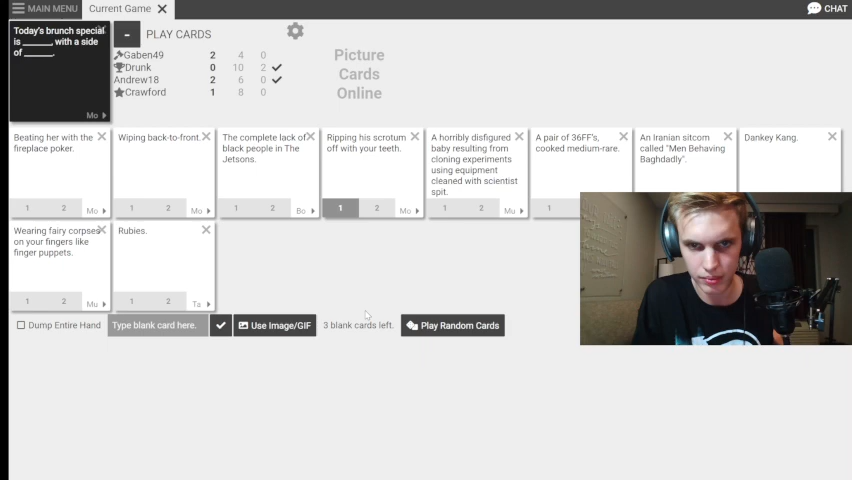 MAIN MENU
Current Game
CHAT
Today's brunch special
is ______, with a side
of ______.
Mo
-
PLAY CARDS
Gaben49 2 4 0
Drunk 0 10 2
Andrew18 2 6 0
Crawford 1 8 0
Picture
Cards
Online
Beating her with the
fireplace poker.
1 2 Mo
Wiping back-to-front.
1 2 Mo
The complete lack of
black people in The
Jetsons.
1 2 Bo
Ripping his scrotum
off with your teeth.
1 2 Mo
A horribly disfigured
baby resulting from
cloning experiments
using equipment
cleaned with scientist
spit.
1 2 Mu
A pair of 36FF's,
cooked medium-rare.
1
An Iranian sitcom
called "Men Behaving
Baghdadly".
Dankey Kang.
Wearing fairy corpses
on your fingers like
finger puppets.
1 2 Mu
Rubies.
1 2 Ta
Dump Entire Hand
Type blank card here.
Use Image/GIF
3 blank cards left.
Play Random Cards